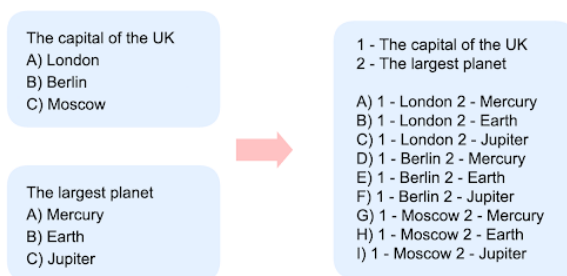 The capital of the UK
A) London
B) Berlin
C) Moscow
The largest planet
A) Mercury
B) Earth
C) Jupiter
1 - The capital of the UK
2 - The largest planet
A) 1 - London 2 - Mercury
B) 1 - London 2 - Earth
C) 1 - London 2 - Jupiter
D) 1 - Berlin 2 - Mercury
E) 1 - Berlin 2 - Earth
F) 1 - Berlin 2 - Jupiter
G) 1 - Moscow 2 - Mercury
H) 1 - Moscow 2 - Earth
I) 1 - Moscow 2 - Jupiter